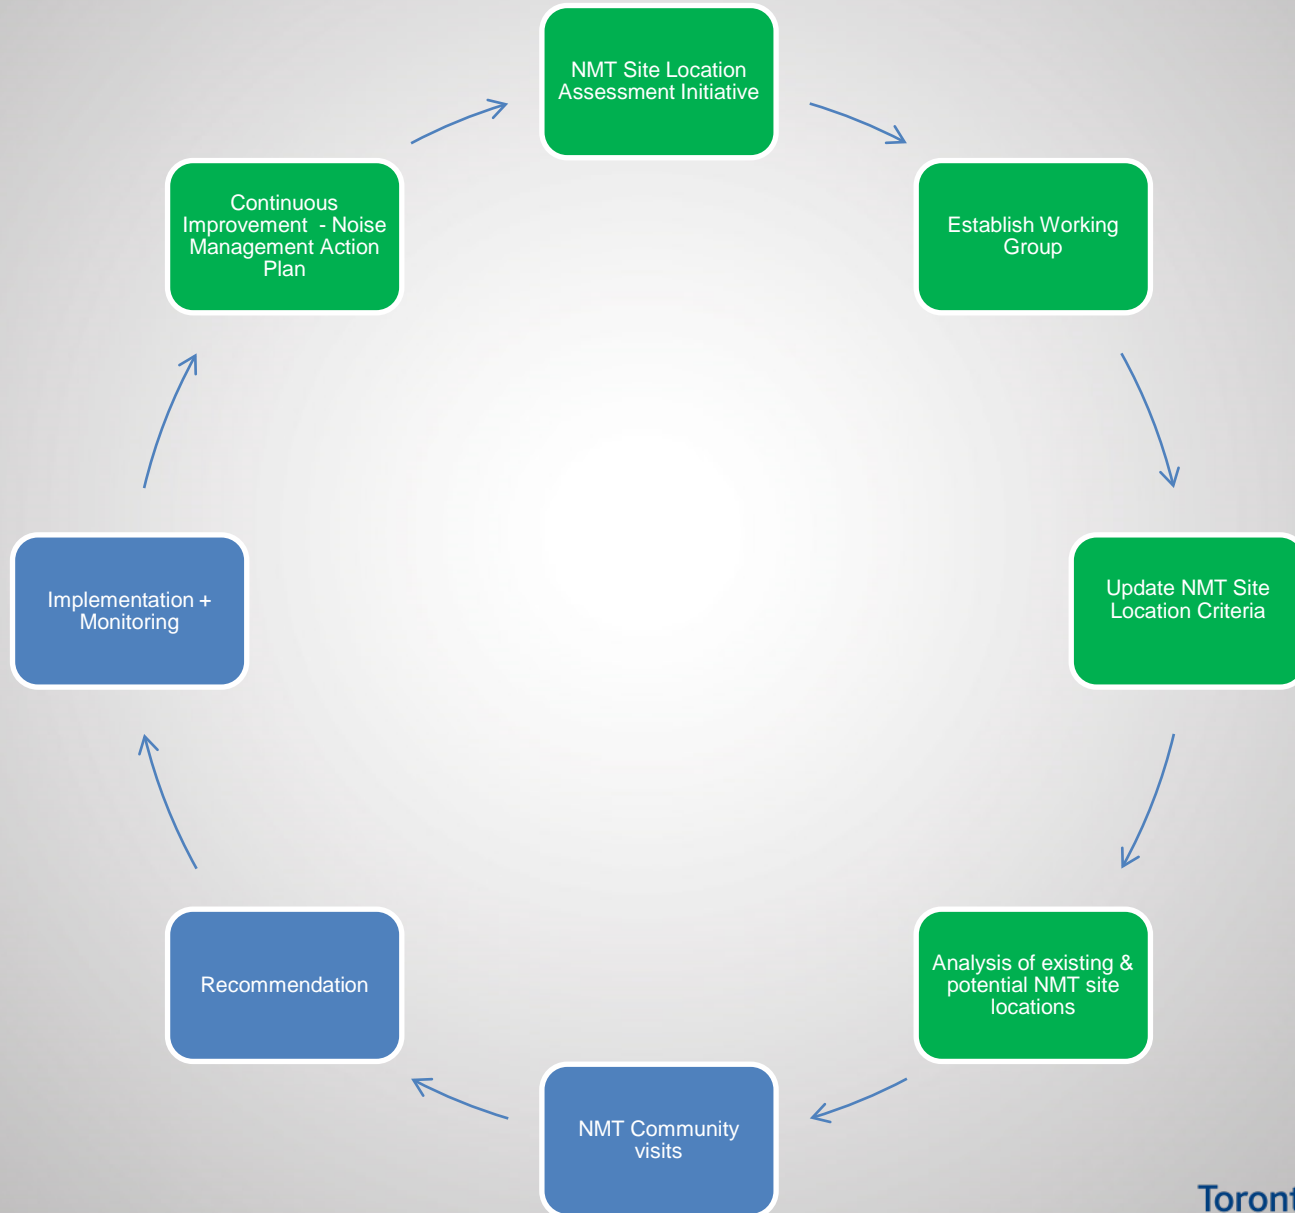 NMT Site Location
Assessment Initiative
Establish Working
Group
Update NMT Site
Location Criteria
Analysis of existing &
potential NMT site
locations
NMT Community
visits
Recommendation
Implementation +
Monitoring
Continuous
Improvement  - Noise
Management Action
Plan